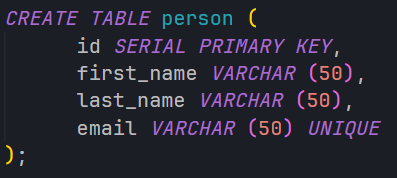 CREATE TABLE person (
id SERIAL PRIMARY KEY,
first_name VARCHAR (50),
last_name VARCHAR (50),
email VARCHAR (50) UNIQUE
);